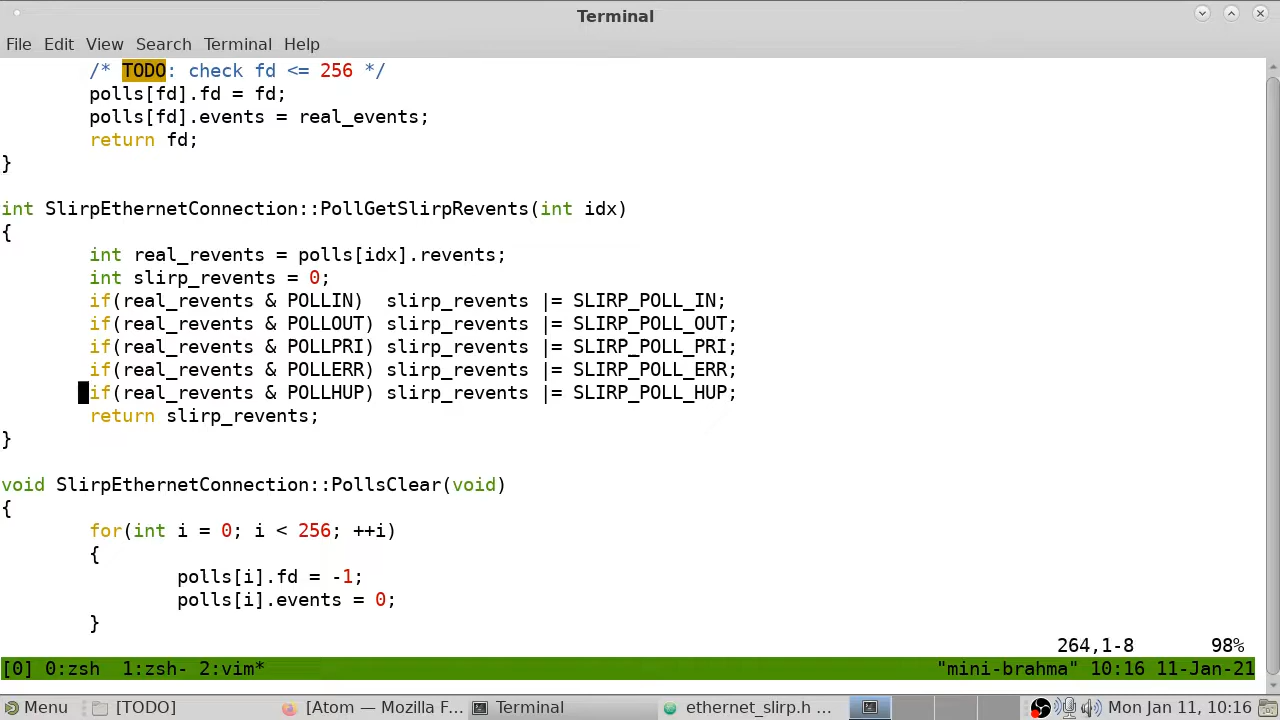 Terminal
File Edit View Search Terminal Help
/* TODO: check fd <= 256 */
polls[fd].fd = fd;
polls[fd].events = real_events;
return fd;
}
int SlirpEthernetConnection::PollGetSlirpRevents(int idx)
{
int real_revents = polls[idx].revents;
int slirp_revents = 0;
if(real_revents & POLLIN)  slirp_revents |= SLIRP_POLL_IN;
if(real_revents & POLLOUT) slirp_revents |= SLIRP_POLL_OUT;
if(real_revents & POLLPRI) slirp_revents |= SLIRP_POLL_PRI;
if(real_revents & POLLERR) slirp_revents |= SLIRP_POLL_ERR;
if(real_revents & POLLHUP) slirp_revents |= SLIRP_POLL_HUP;
return slirp_revents;
}
void SlirpEthernetConnection::PollsClear(void)
{
for(int i = 0; i < 256; ++i)
{
polls[i].fd = -1;
polls[i].events = 0;
}
264,1-8 98%
[0] 0:zsh  1:zsh- 2:vim* "mini-brahma" 10:16 11-Jan-21
Menu [TODO] [Atom — Mozilla F... Terminal ethernet_slirp.h ... Mon Jan 11, 10:16